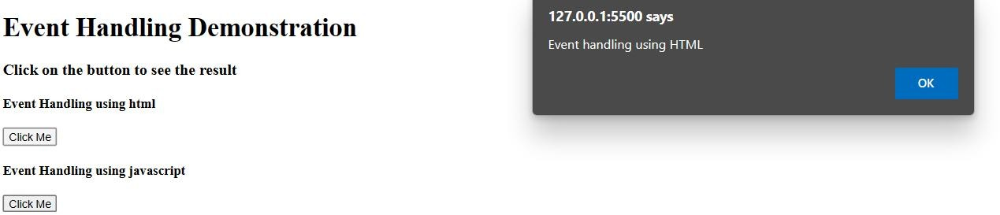 Event Handling Demonstration
Click on the button to see the result
Event Handling using html
Click Me
Event Handling using javascript
Click Me
127.0.0.1:5500 says
Event handling using HTML
OK